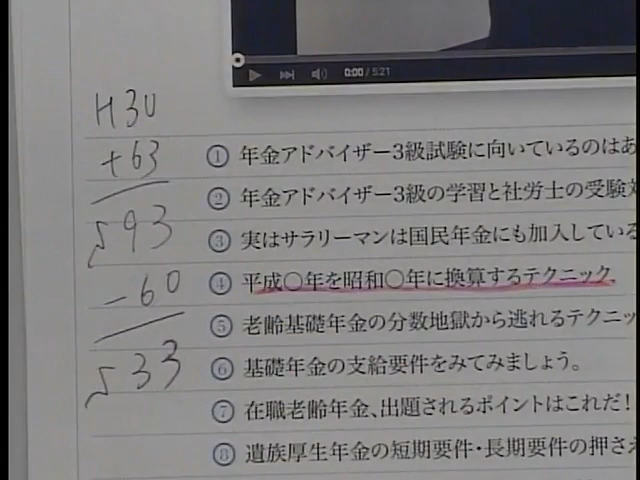 0:00 / 5:21
H30
+63
S93
-60
S33
① 年金アドバイザー3級試験に向いているのはあ
② 年金アドバイザー3級の学習と社労士の受験
③ 実はサラリーマンは国民年金にも加入している
④ 平成〇年を昭和〇年に換算するテクニック
⑤ 老齢基礎年金の分数地獄から逃れるテクニッ
⑥ 基礎年金の支給要件をみてみましょう。
⑦ 在職老齢年金、出題されるポイントはこれだ!
⑧ 遺族厚生年金の短期要件・長期要件の押さえ